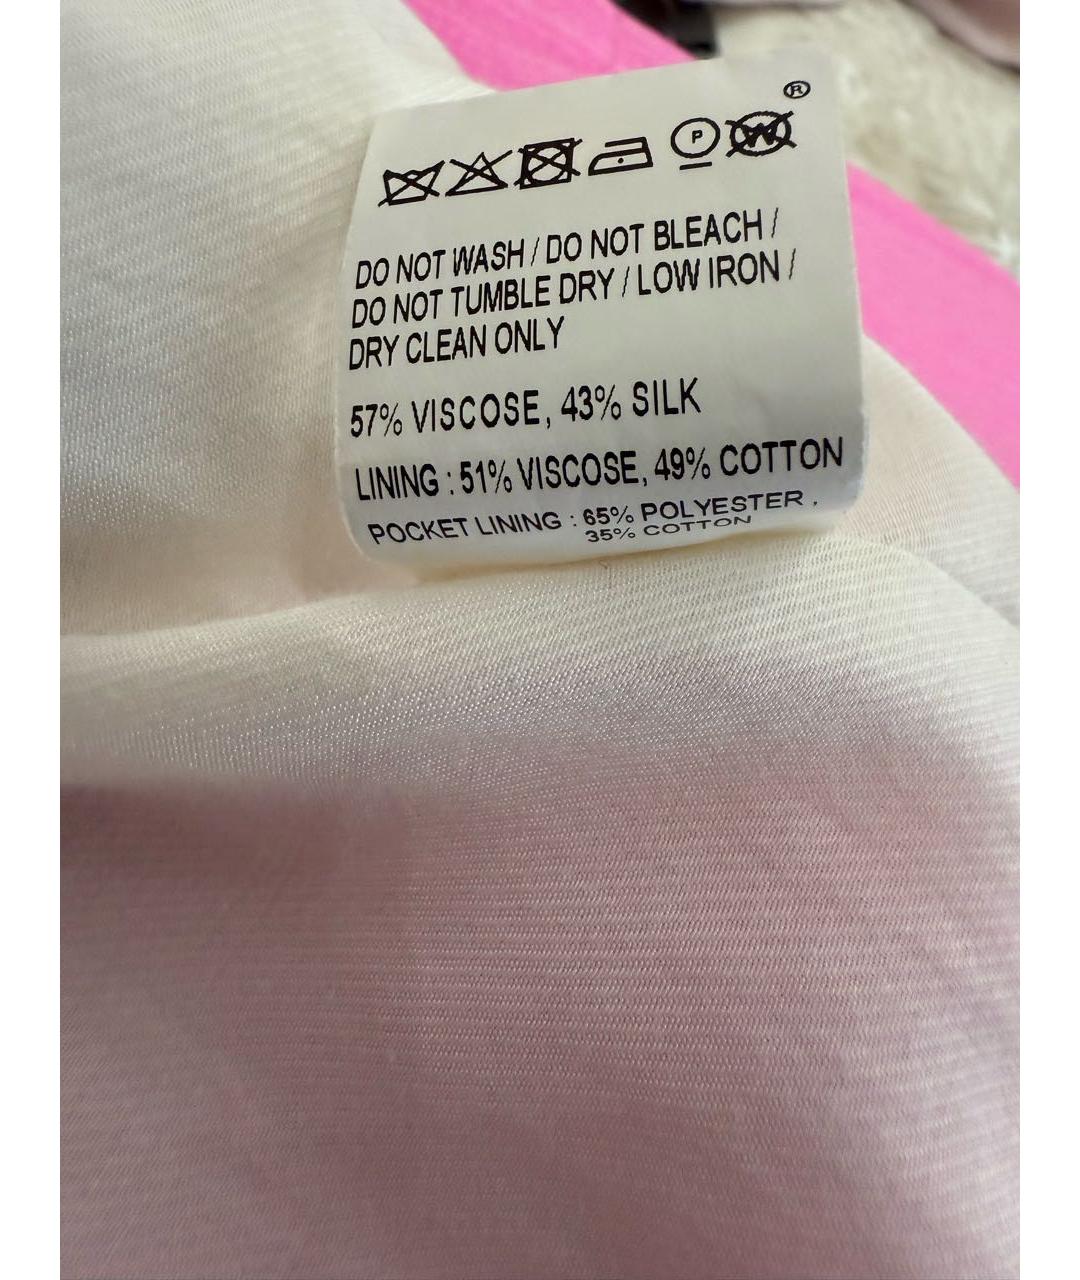 ®
P W
DO NOT WASH / DO NOT BLEACH /
DO NOT TUMBLE DRY / LOW IRON /
DRY CLEAN ONLY
57% VISCOSE, 43% SILK
LINING : 51% VISCOSE, 49% COTTON
POCKET LINING : 65% POLYESTER ,
35% COTTON